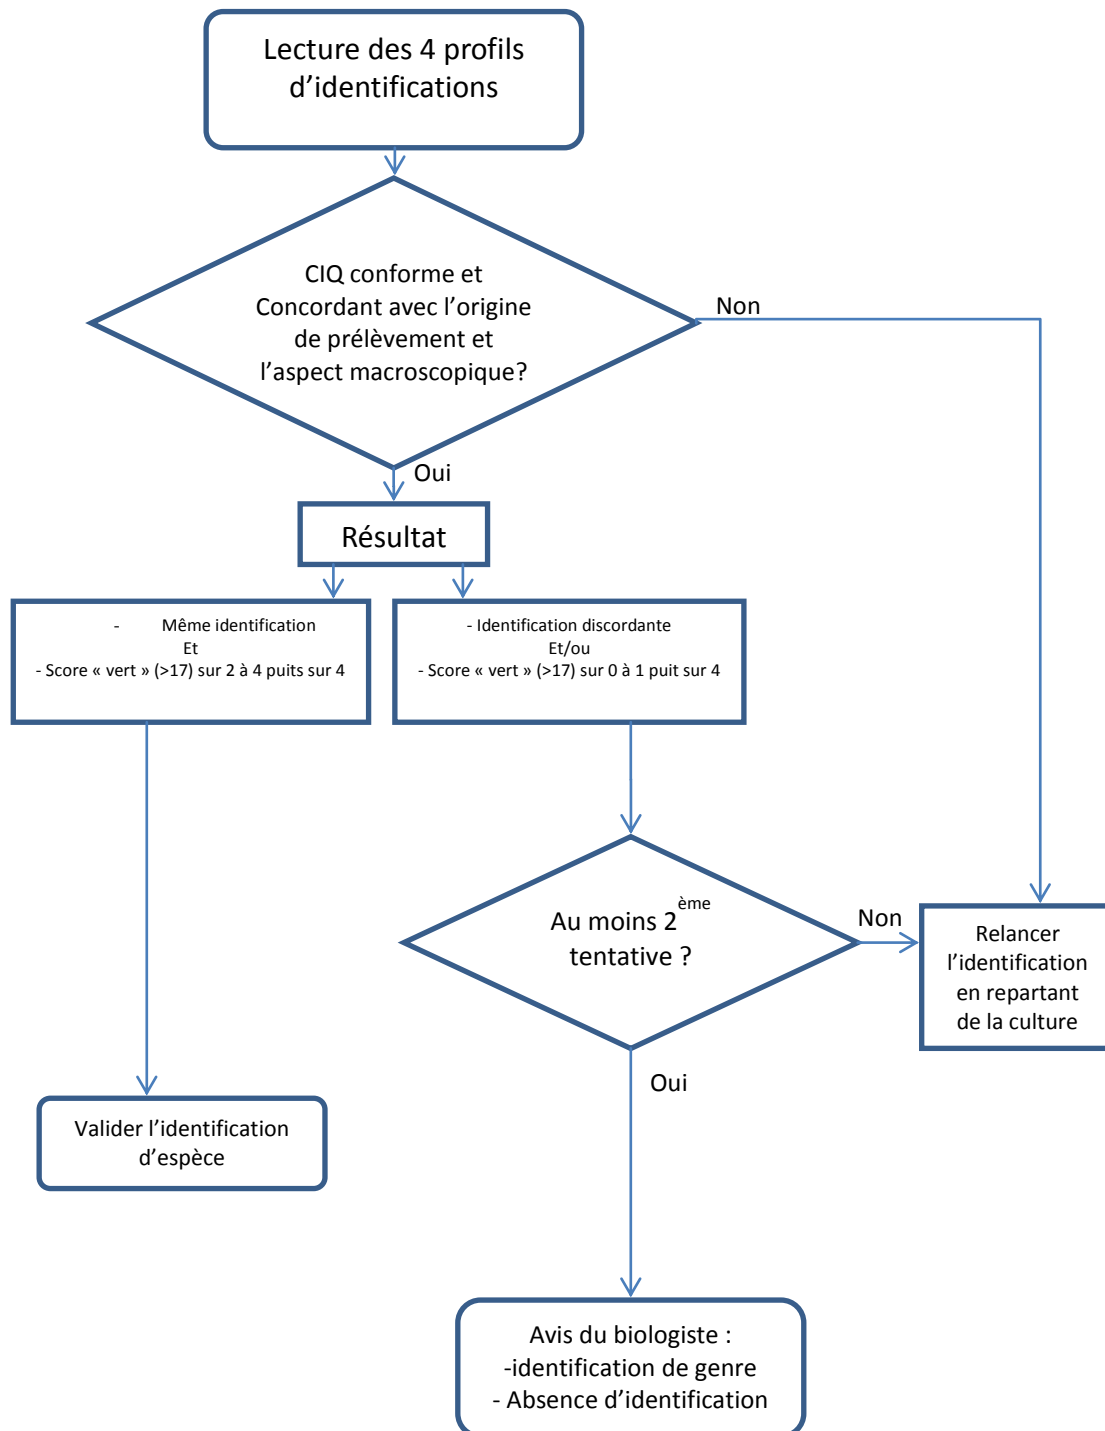 Lecture des 4 profils
d’identifications
CIQ conforme et
Concordant avec l’origine
de prélèvement et
l’aspect macroscopique?
Non
Oui
Résultat
- Même identification
Et
- Score « vert » (>17) sur 2 à 4 puits sur 4
- Identification discordante
Et/ou
- Score « vert » (>17) sur 0 à 1 puit sur 4
Au moins 2ème
tentative ?
Non
Relancer
l’identification
en repartant
de la culture
Oui
Valider l’identification
d’espèce
Avis du biologiste :
-identification de genre
- Absence d’identification